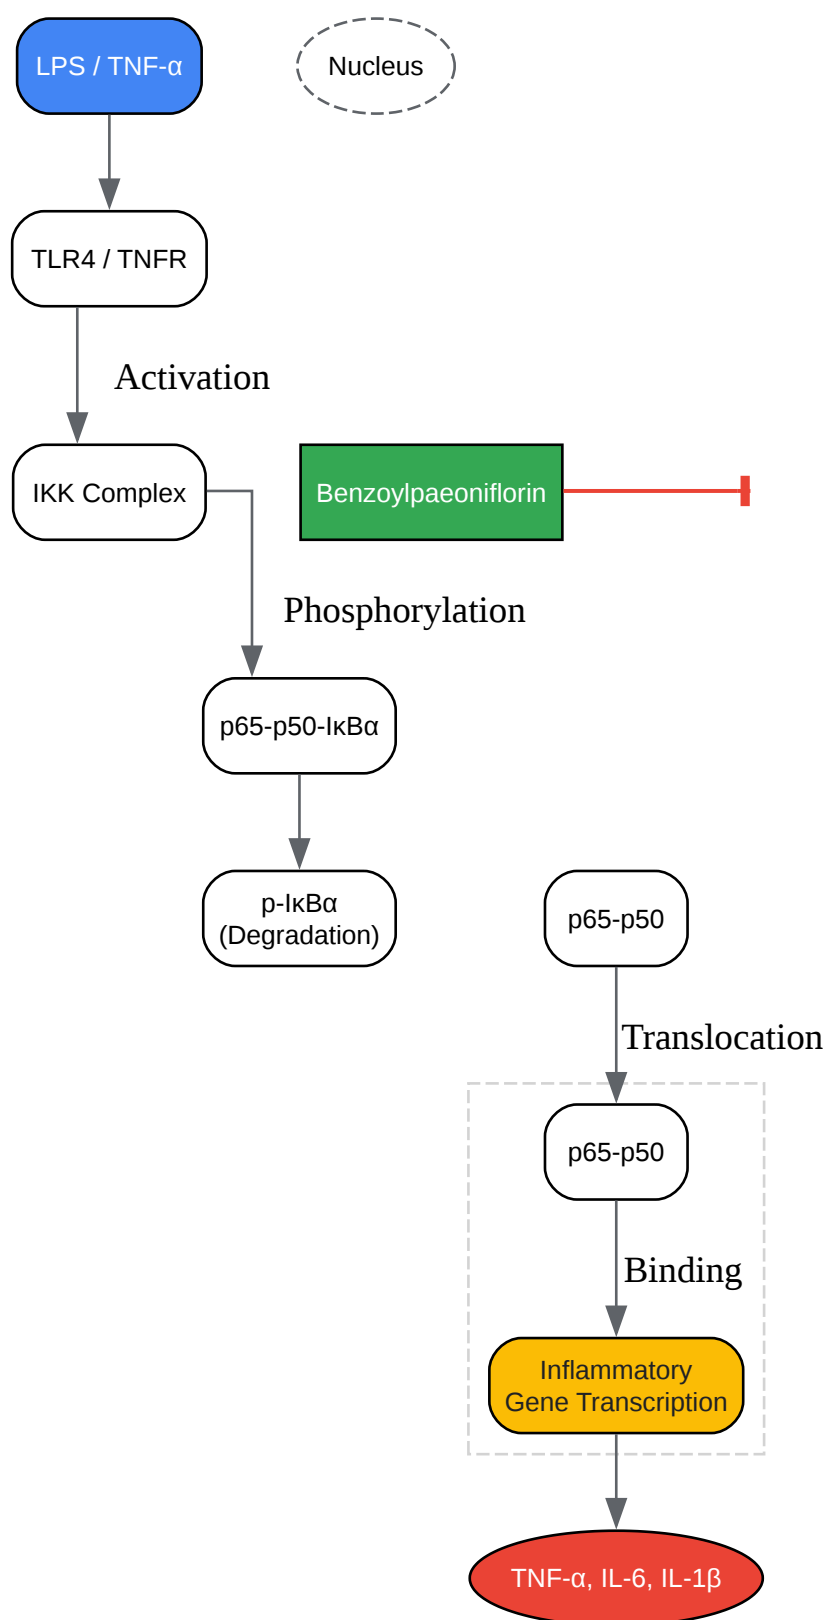 LPS / TNF-α
Nucleus
TLR4 / TNFR
Activation
IKK Complex
Benzoylpaeoniflorin
Phosphorylation
p65-p50-IκBα
p-IκBα
(Degradation)
p65-p50
Translocation
p65-p50
Binding
Inflammatory
Gene Transcription
TNF-α, IL-6, IL-1β